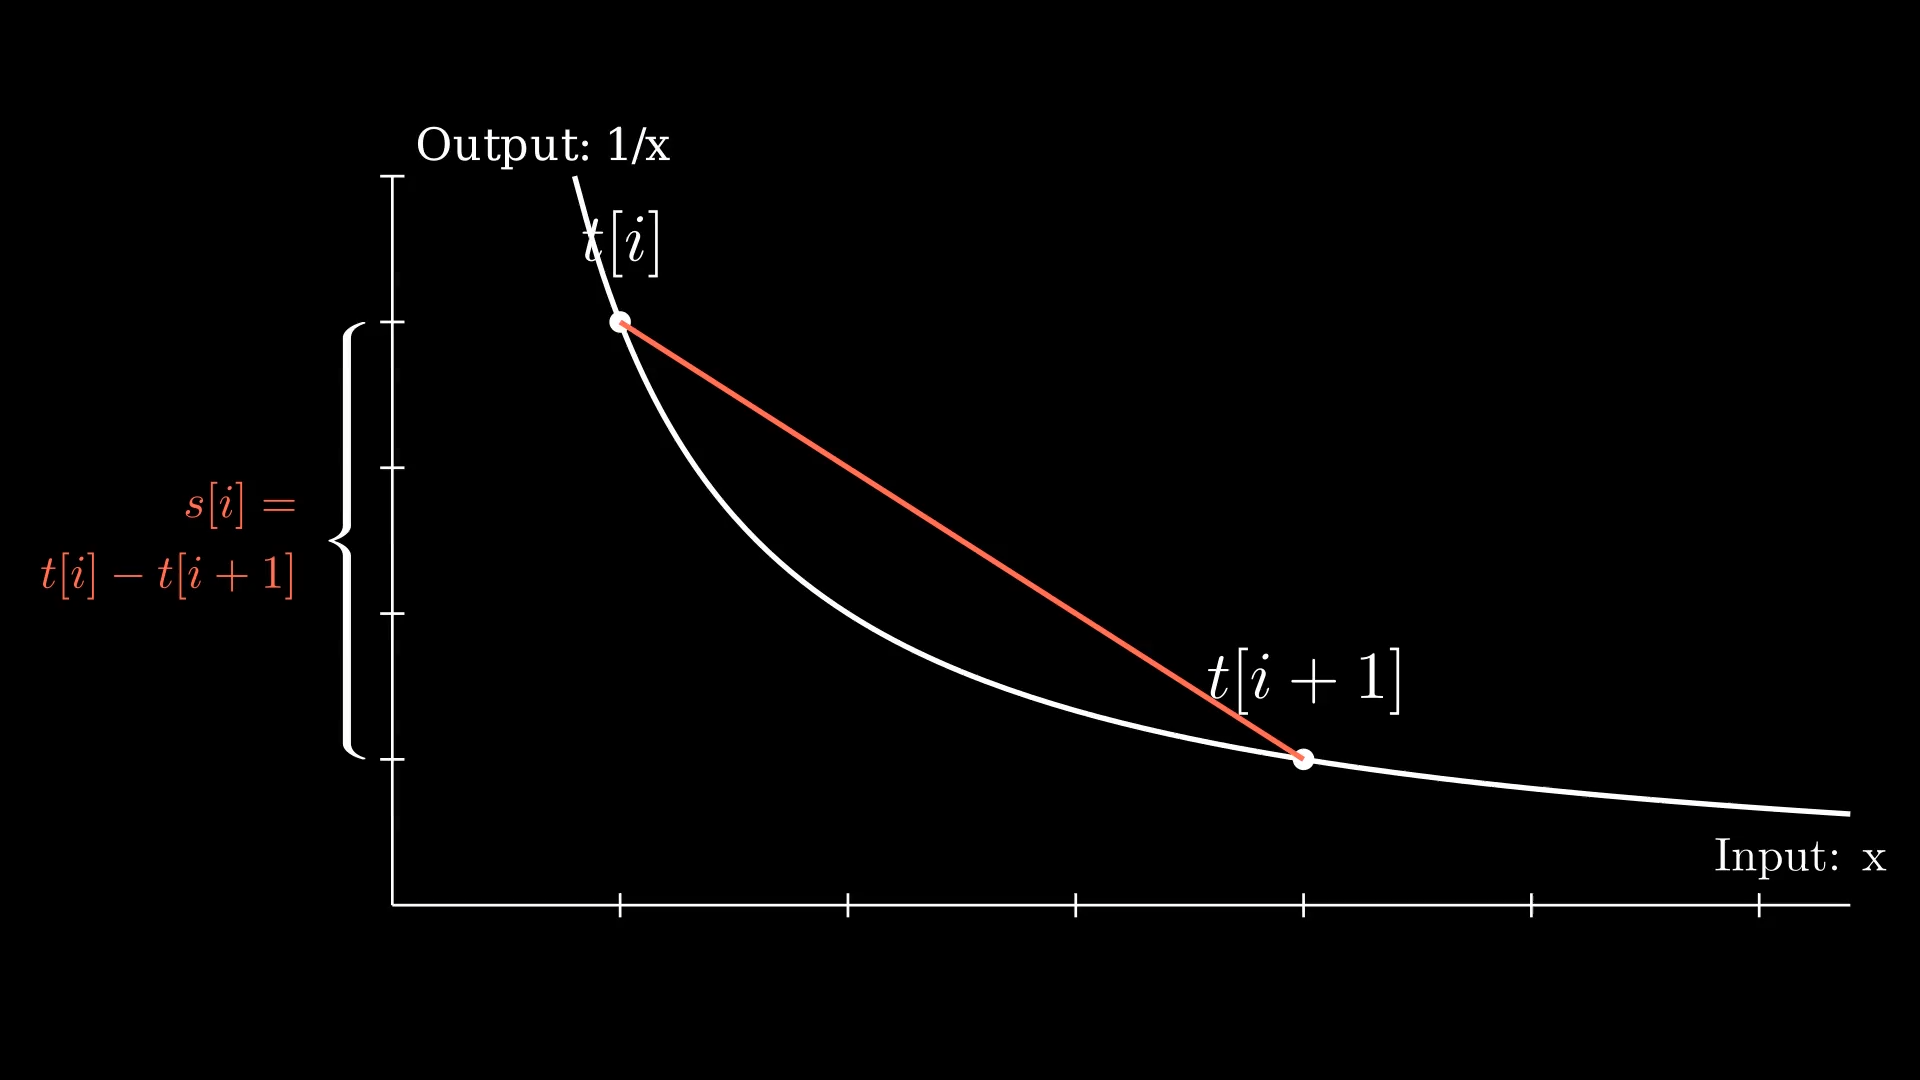 Output: 1/x
t[i]
s[i] =
t[i] − t[i + 1]
t[i + 1]
Input: x